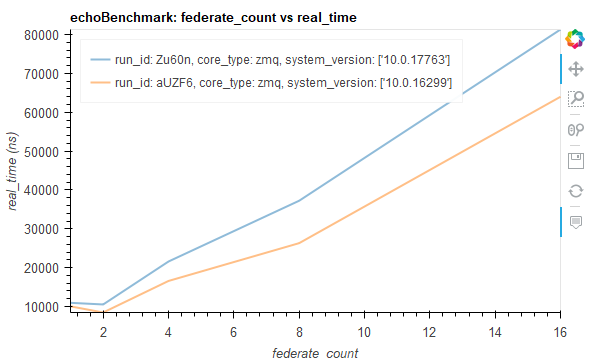 echoBenchmark: federate_count vs real_time
run_id: Zu60n, core_type: zmq, system_version: ['10.0.17763']
run_id: aUZF6, core_type: zmq, system_version: ['10.0.16299']
real_time (ns)
80000
70000
60000
50000
40000
30000
20000
10000
2 4 6 8 10 12 14 16
federate_count